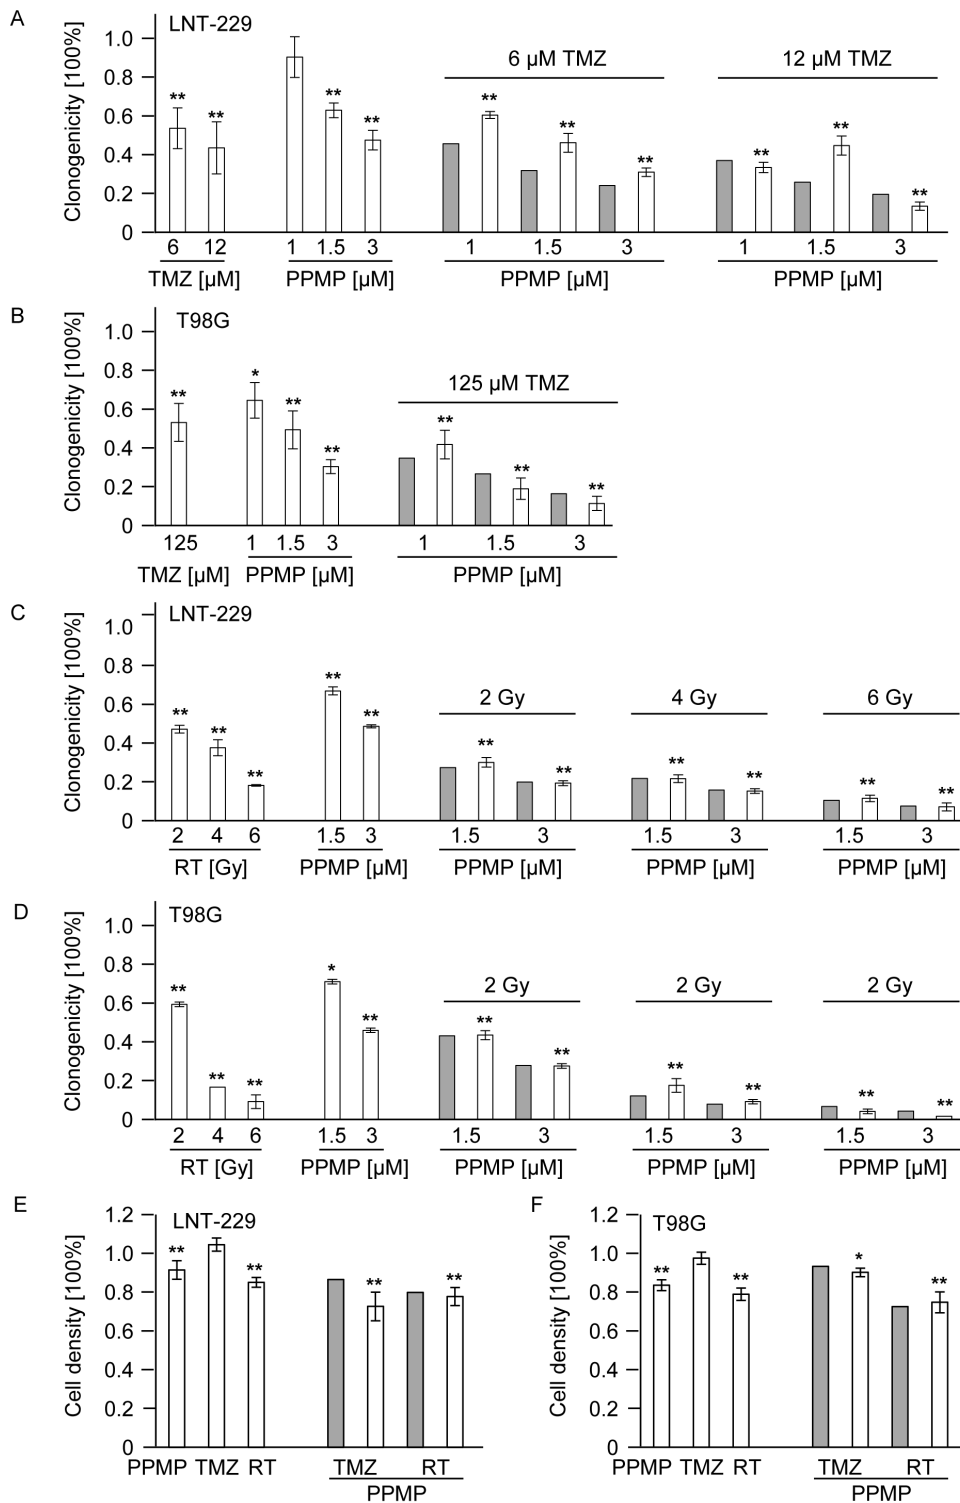 A
LNT-229
Clonogenicity [100%]
1.0
0.8
0.6
0.4
0.2
0
**
**
**
**
6 µM TMZ
**
**
**
12 µM TMZ
**
**
**
6 12 1 1.5 3 1 1.5 3 1 1.5 3
TMZ [µM] PPMP [µM] PPMP [µM] PPMP [µM]
B
T98G
Clonogenicity [100%]
1.0
0.8
0.6
0.4
0.2
0
**
*
**
**
125 µM TMZ
**
**
**
125 1 1.5 3 1 1.5 3
TMZ [µM] PPMP [µM] PPMP [µM]
C
LNT-229
Clonogenicity [100%]
1.0
0.8
0.6
0.4
0.2
0
**
**
**
**
**
2 Gy
**
**
4 Gy
**
**
6 Gy
**
**
2 4 6 1.5 3 1.5 3 1.5 3 1.5 3
RT [Gy] PPMP [µM] PPMP [µM] PPMP [µM] PPMP [µM]
D
T98G
Clonogenicity [100%]
1.0
0.8
0.6
0.4
0.2
0
**
**
**
*
**
2 Gy
**
**
2 Gy
**
**
2 Gy
**
**
2 4 6 1.5 3 1.5 3 1.5 3 1.5 3
RT [Gy] PPMP [µM] PPMP [µM] PPMP [µM] PPMP [µM]
E
LNT-229
Cell density [100%]
1.2
1.0
0.8
0.6
0.4
0.2
0
**
**
**
**
PPMP TMZ RT TMZ RT
PPMP
F
T98G
Cell density [100%]
1.2
1.0
0.8
0.6
0.4
0.2
0
**
**
*
**
PPMP TMZ RT TMZ RT
PPMP